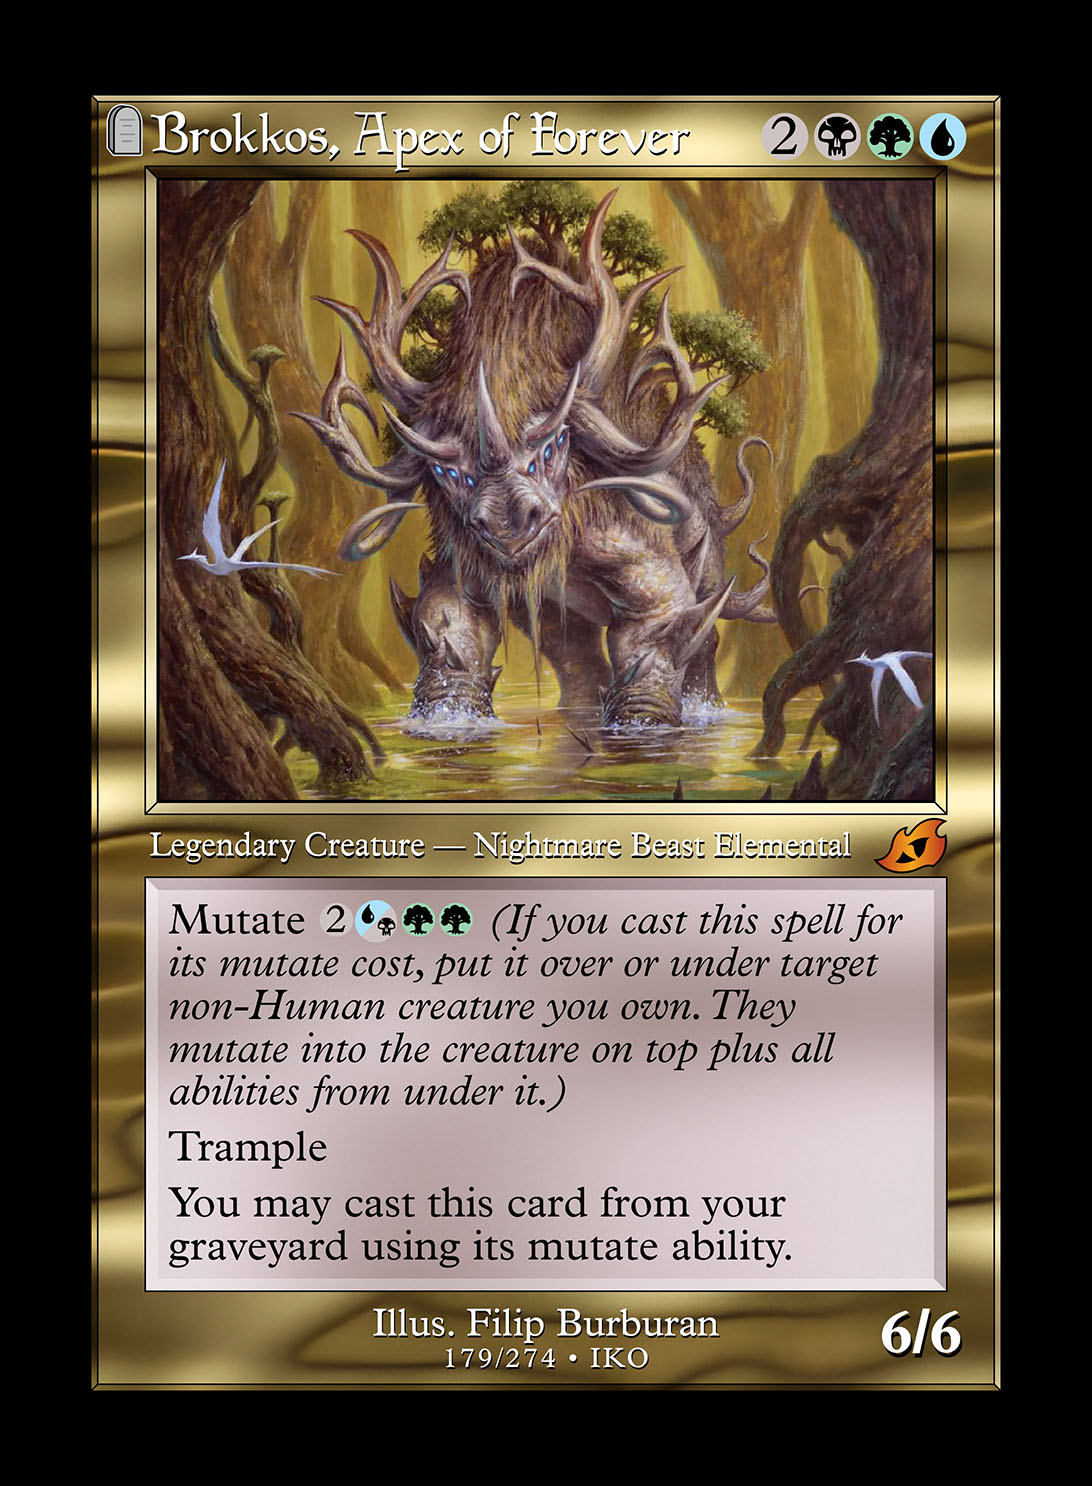 Brokkos, Apex of Forever 2
Legendary Creature — Nightmare Beast Elemental
Mutate 2 (If you cast this spell for
its mutate cost, put it over or under target
non-Human creature you own. They
mutate into the creature on top plus all
abilities from under it.)
Trample
You may cast this card from your
graveyard using its mutate ability.
Illus. Filip Burburan
179/274 • IKO
6/6